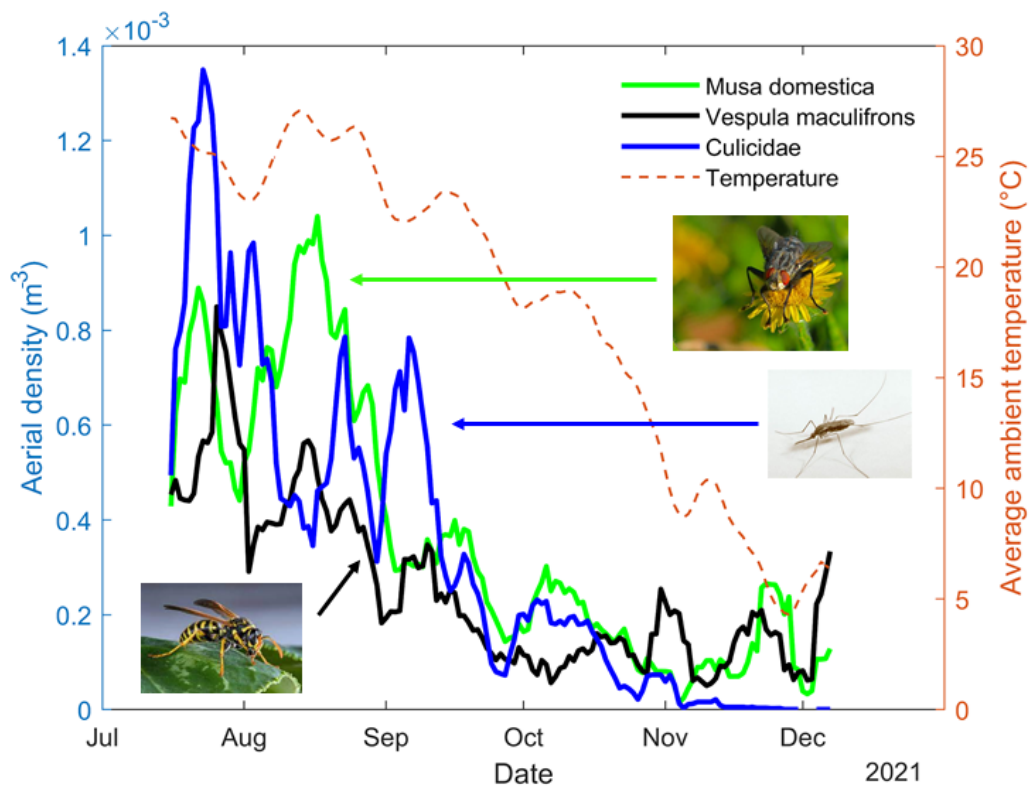 ×10⁻³
1.4
1.2
1
0.8
0.6
0.4
0.2
0
Aerial density (m⁻³)
30
25
20
15
10
5
0
Average ambient temperature (°C)
Musa domestica
Vespula maculifrons
Culicidae
Temperature
Jul
Aug
Sep
Oct
Nov
Dec
Date
2021